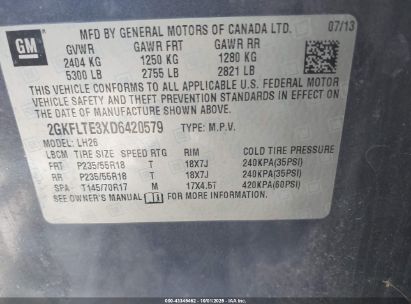 GM
MFD BY GENERAL MOTORS OF CANADA LTD. 07/13
GVWR GAWR FRT GAWR RR
2404 KG 1250 KG 1280 KG
5300 LB 2755 LB 2821 LB
THIS VEHICLE CONFORMS TO ALL APPLICABLE U.S. FEDERAL MOTOR
VEHICLE SAFETY, BUMPER, AND THEFT PREVENTION STANDARDS IN EFFECT ON THE DATE
OF MANUFACTURE SHOWN ABOVE.
2GKFLTE3XD6420579 TYPE: M.P.V.
MODEL: LH26
LBCM TIRE SIZE SPEED RTG RIM COLD TIRE PRESSURE
FRT P235/55R18 T 18X7J 240KPA(35PSI)
RR P235/55R18 T 18X7J 240KPA(35PSI)
SPA T145/70R17 M 17X4.5T 420KPA(60PSI)
SEE OWNER'S MANUAL FOR MORE INFORMATION.